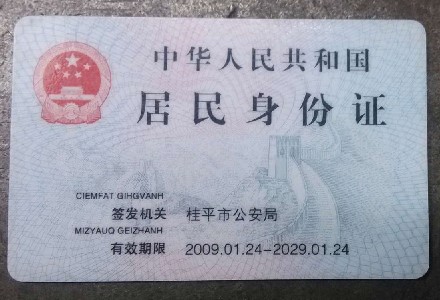 中华人民共和国
居民身份证
CIEMFAT GIHGVANH
签发机关 桂平市公安局
MIZYAUQ GEIZHANH
有效期限 2009.01.24-2029.01.24